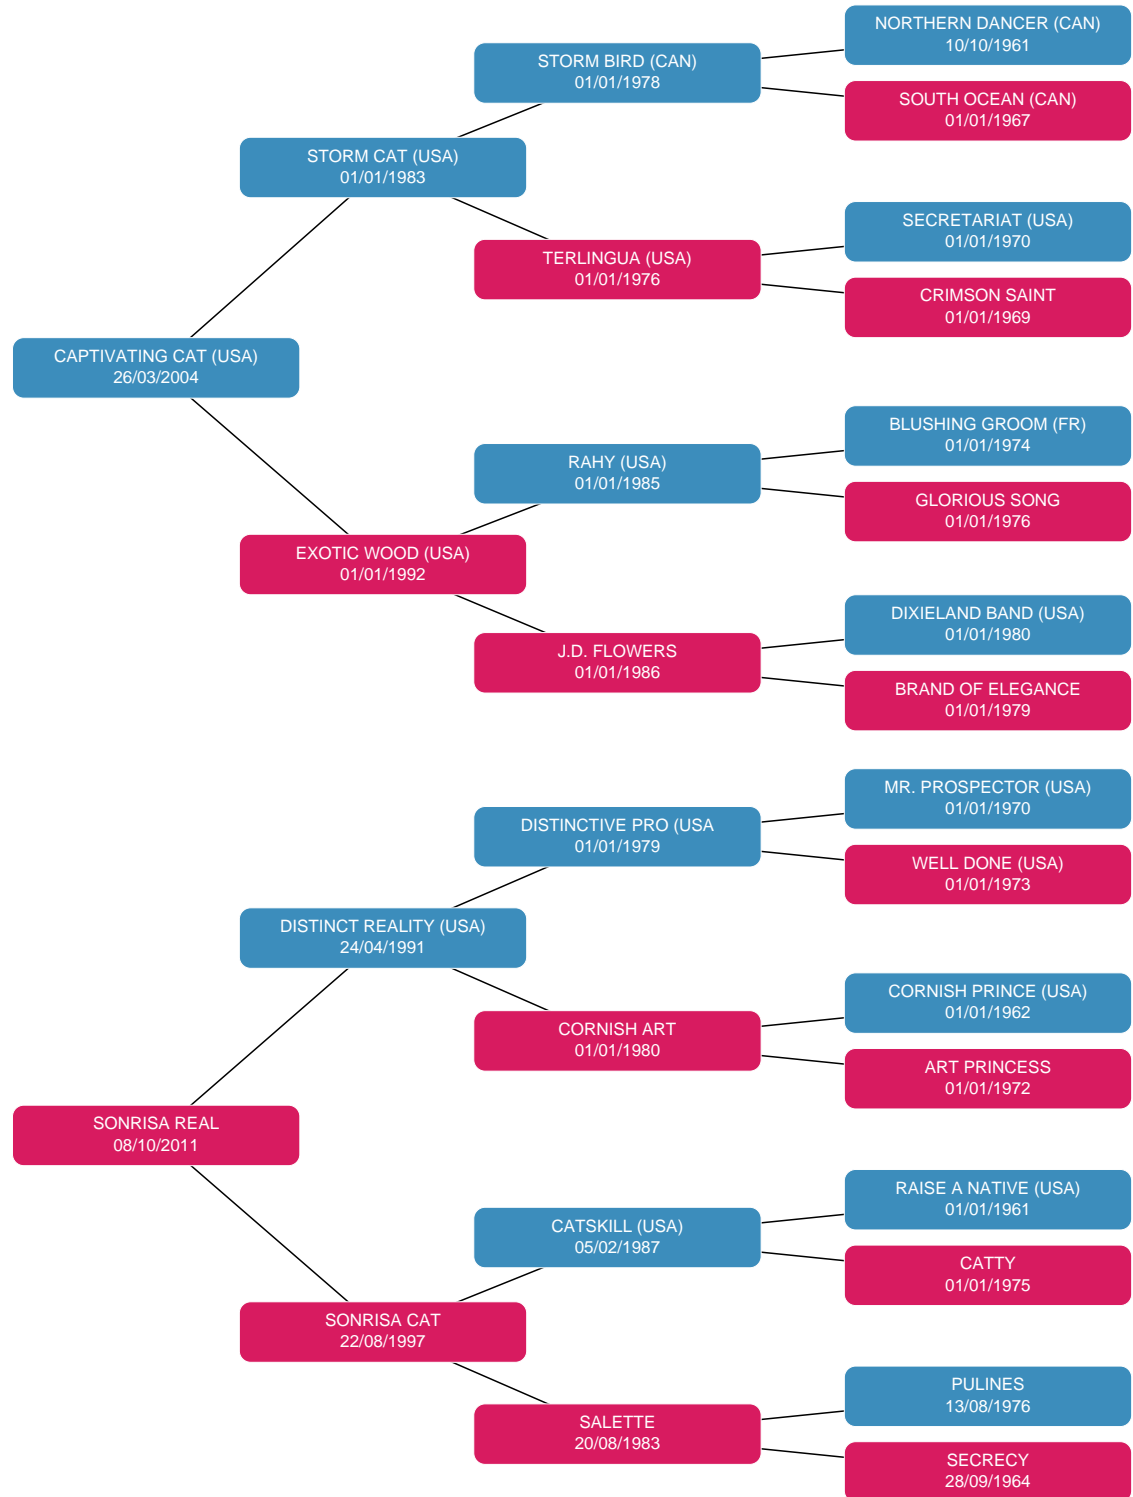 NORTHERN DANCER (CAN)
10/10/1961
STORM BIRD (CAN)
01/01/1978
SOUTH OCEAN (CAN)
01/01/1967
STORM CAT (USA)
01/01/1983
SECRETARIAT (USA)
01/01/1970
TERLINGUA (USA)
01/01/1976
CRIMSON SAINT
01/01/1969
CAPTIVATING CAT (USA)
26/03/2004
BLUSHING GROOM (FR)
01/01/1974
RAHY (USA)
01/01/1985
GLORIOUS SONG
01/01/1976
EXOTIC WOOD (USA)
01/01/1992
DIXIELAND BAND (USA)
01/01/1980
J.D. FLOWERS
01/01/1986
BRAND OF ELEGANCE
01/01/1979
MR. PROSPECTOR (USA)
01/01/1970
DISTINCTIVE PRO (USA
01/01/1979
WELL DONE (USA)
01/01/1973
DISTINCT REALITY (USA)
24/04/1991
CORNISH PRINCE (USA)
01/01/1962
CORNISH ART
01/01/1980
ART PRINCESS
01/01/1972
SONRISA REAL
08/10/2011
RAISE A NATIVE (USA)
01/01/1961
CATSKILL (USA)
05/02/1987
CATTY
01/01/1975
SONRISA CAT
22/08/1997
PULINES
13/08/1976
SALETTE
20/08/1983
SECRECY
28/09/1964